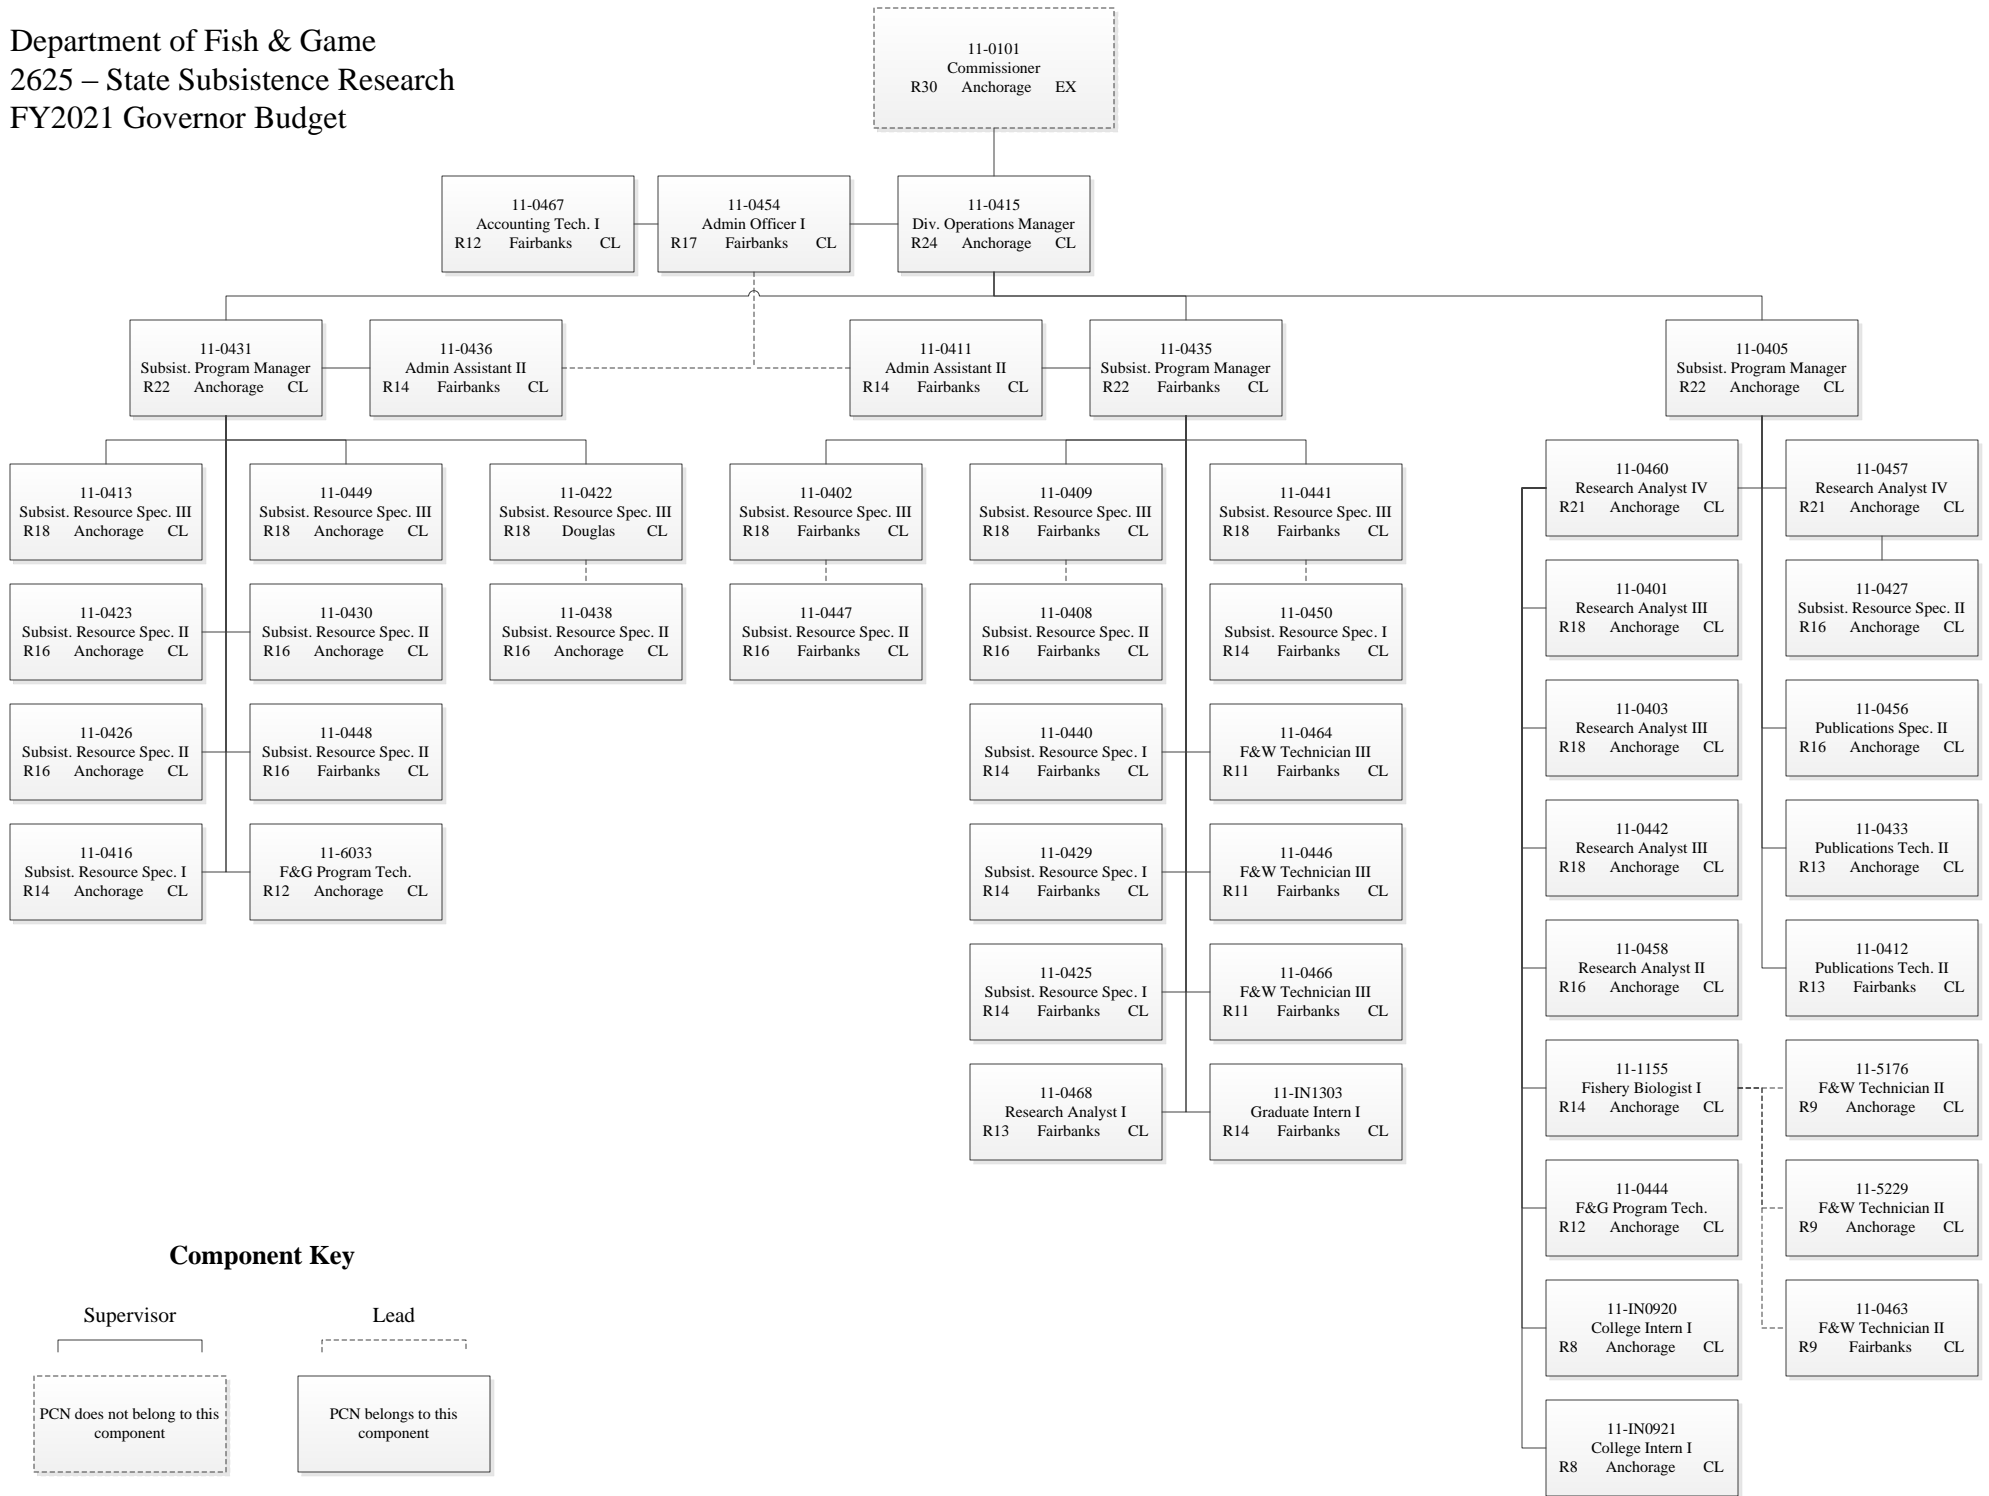 Department of Fish & Game
2625 – State Subsistence Research
FY2021 Governor Budget
11-0101
Commissioner
R30 Anchorage EX
11-0467
Accounting Tech. I
R12 Fairbanks CL
11-0454
Admin Officer I
R17 Fairbanks CL
11-0415
Div. Operations Manager
R24 Anchorage CL
11-0431
Subsist. Program Manager
R22 Anchorage CL
11-0436
Admin Assistant II
R14 Fairbanks CL
11-0411
Admin Assistant II
R14 Fairbanks CL
11-0435
Subsist. Program Manager
R22 Fairbanks CL
11-0405
Subsist. Program Manager
R22 Anchorage CL
11-0413
Subsist. Resource Spec. III
R18 Anchorage CL
11-0449
Subsist. Resource Spec. III
R18 Anchorage CL
11-0422
Subsist. Resource Spec. III
R18 Douglas CL
11-0402
Subsist. Resource Spec. III
R18 Fairbanks CL
11-0409
Subsist. Resource Spec. III
R18 Fairbanks CL
11-0441
Subsist. Resource Spec. III
R18 Fairbanks CL
11-0460
Research Analyst IV
R21 Anchorage CL
11-0457
Research Analyst IV
R21 Anchorage CL
11-0423
Subsist. Resource Spec. II
R16 Anchorage CL
11-0430
Subsist. Resource Spec. II
R16 Anchorage CL
11-0438
Subsist. Resource Spec. II
R16 Anchorage CL
11-0447
Subsist. Resource Spec. II
R16 Fairbanks CL
11-0408
Subsist. Resource Spec. II
R16 Fairbanks CL
11-0450
Subsist. Resource Spec. I
R14 Fairbanks CL
11-0401
Research Analyst III
R18 Anchorage CL
11-0427
Subsist. Resource Spec. II
R16 Anchorage CL
11-0426
Subsist. Resource Spec. II
R16 Anchorage CL
11-0448
Subsist. Resource Spec. II
R16 Fairbanks CL
11-0440
Subsist. Resource Spec. I
R14 Fairbanks CL
11-0464
F&W Technician III
R11 Fairbanks CL
11-0403
Research Analyst III
R18 Anchorage CL
11-0456
Publications Spec. II
R16 Anchorage CL
11-0416
Subsist. Resource Spec. I
R14 Anchorage CL
11-6033
F&G Program Tech.
R12 Anchorage CL
11-0429
Subsist. Resource Spec. I
R14 Fairbanks CL
11-0446
F&W Technician III
R11 Fairbanks CL
11-0442
Research Analyst III
R18 Anchorage CL
11-0433
Publications Tech. II
R13 Anchorage CL
11-0425
Subsist. Resource Spec. I
R14 Fairbanks CL
11-0466
F&W Technician III
R11 Fairbanks CL
11-0458
Research Analyst II
R16 Anchorage CL
11-0412
Publications Tech. II
R13 Fairbanks CL
11-0468
Research Analyst I
R13 Fairbanks CL
11-IN1303
Graduate Intern I
R14 Fairbanks CL
11-1155
Fishery Biologist I
R14 Anchorage CL
11-5176
F&W Technician II
R9 Anchorage CL
11-0444
F&G Program Tech.
R12 Anchorage CL
11-5229
F&W Technician II
R9 Anchorage CL
11-IN0920
College Intern I
R8 Anchorage CL
11-0463
F&W Technician II
R9 Fairbanks CL
11-IN0921
College Intern I
R8 Anchorage CL
Component Key
Supervisor
Lead
PCN does not belong to this
component
PCN belongs to this
component